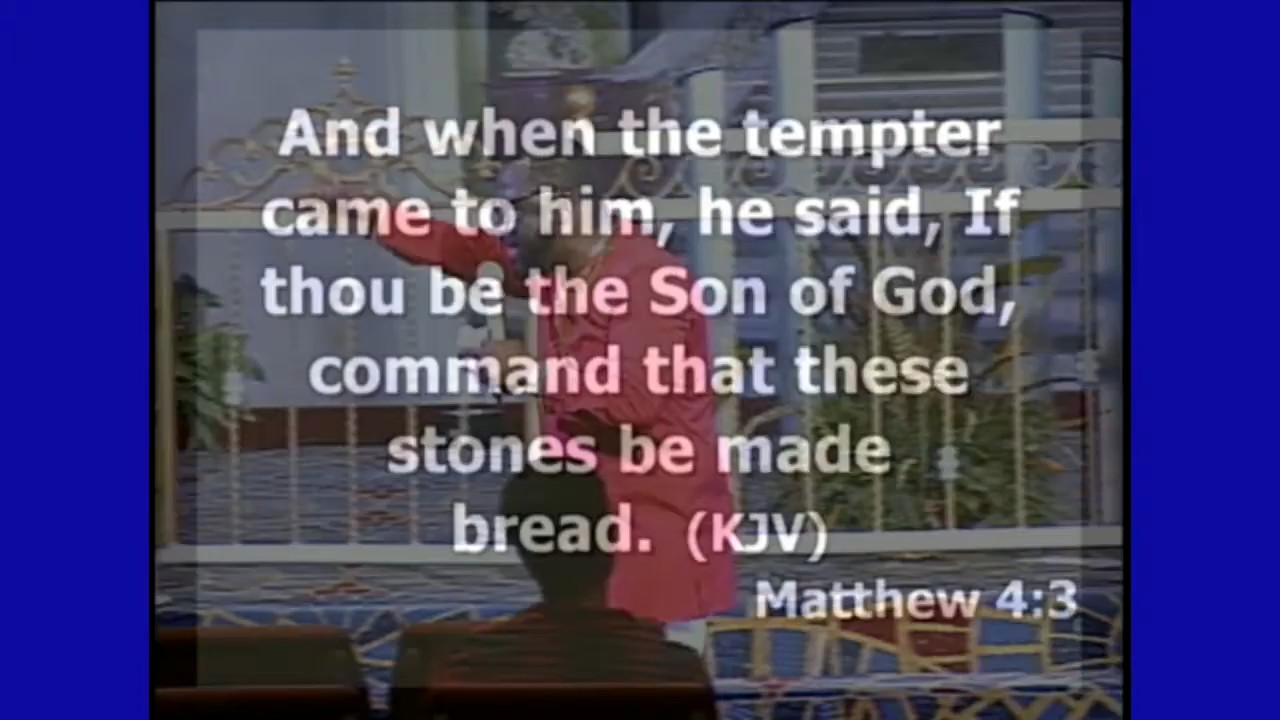 And when the tempter
came to him, he said, If
thou be the Son of God,
command that these
stones be made
bread. (KJV)
Matthew 4:3